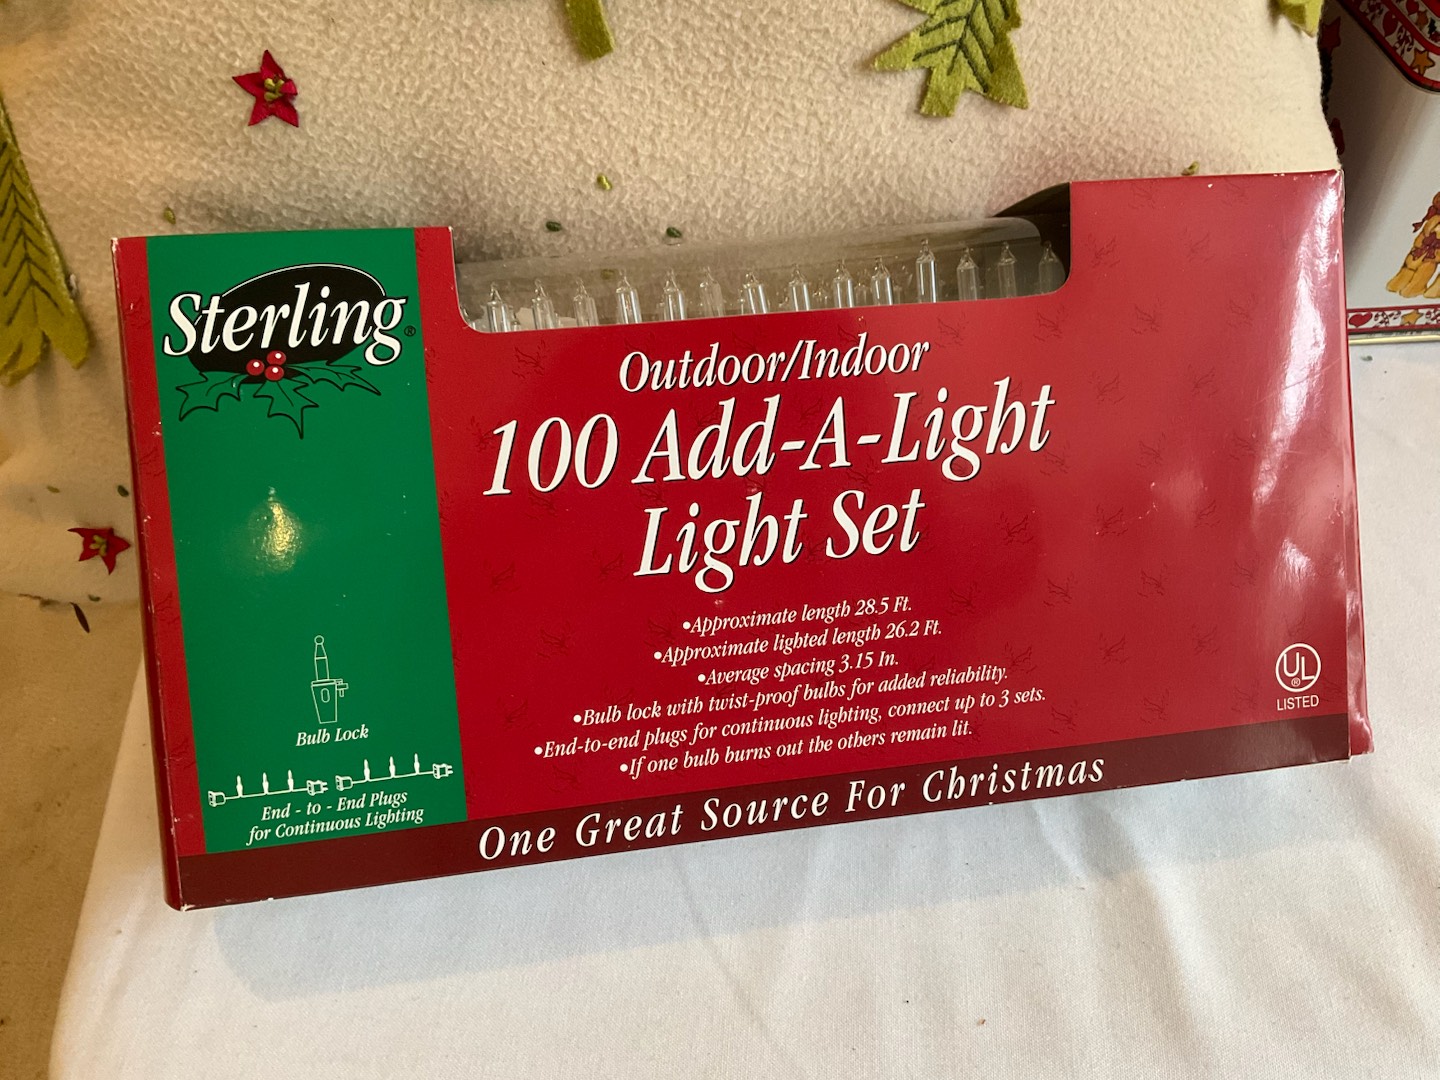 Sterling®
Outdoor/Indoor
100 Add-A-Light
Light Set
•Approximate length 28.5 Ft.
•Approximate lighted length 26.2 Ft.
•Average spacing 3.15 In.
•Bulb lock with twist-proof bulbs for added reliability.
•End-to-end plugs for continuous lighting, connect up to 3 sets.
•If one bulb burns out the others remain lit.
Bulb Lock
End - to - End Plugs
for Continuous Lighting
UL®
LISTED
One Great Source For Christmas